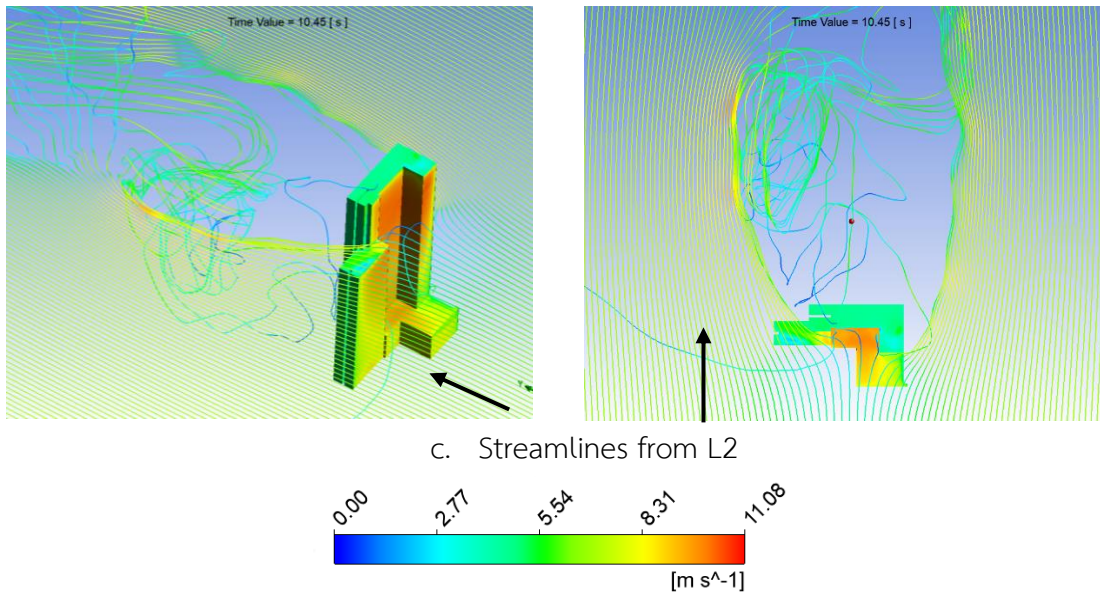 Time Value = 10.45 [ s ]
Time Value = 10.45 [ s ]
c. Streamlines from L2
0.00
2.77
5.54
8.31
11.08
[m s^-1]